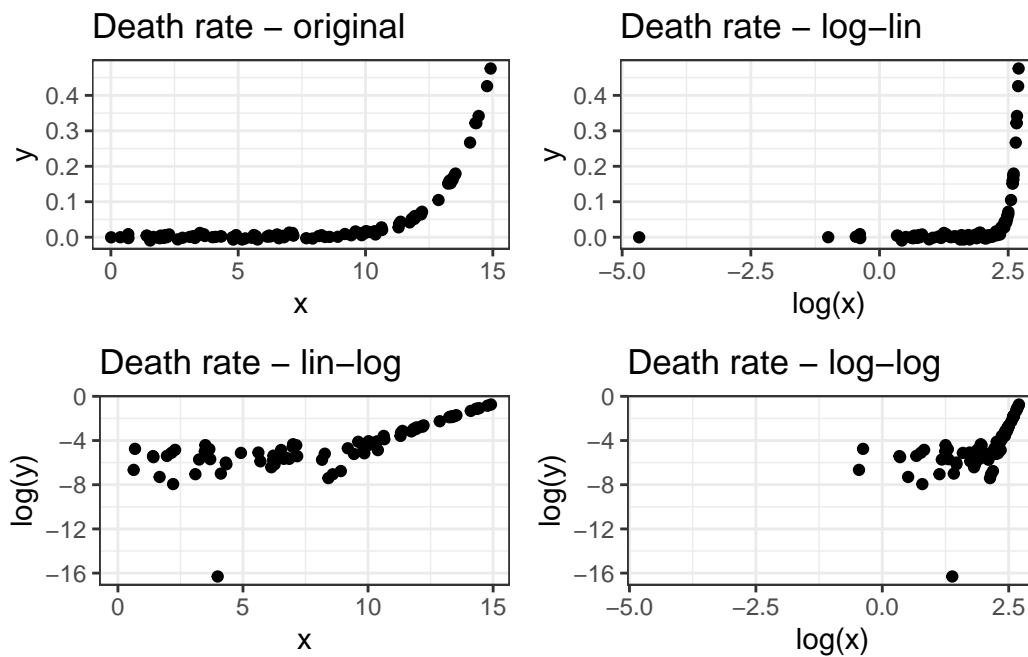 Death rate – original
0.4
0.3
0.2
0.1
0.0
y
0 5 10 15
x
Death rate – log–lin
0.4
0.3
0.2
0.1
0.0
y
−5.0 −2.5 0.0 2.5
log(x)
Death rate – lin–log
0
−4
−8
−12
−16
log(y)
0 5 10 15
x
Death rate – log–log
0
−4
−8
−12
−16
log(y)
−5.0 −2.5 0.0 2.5
log(x)